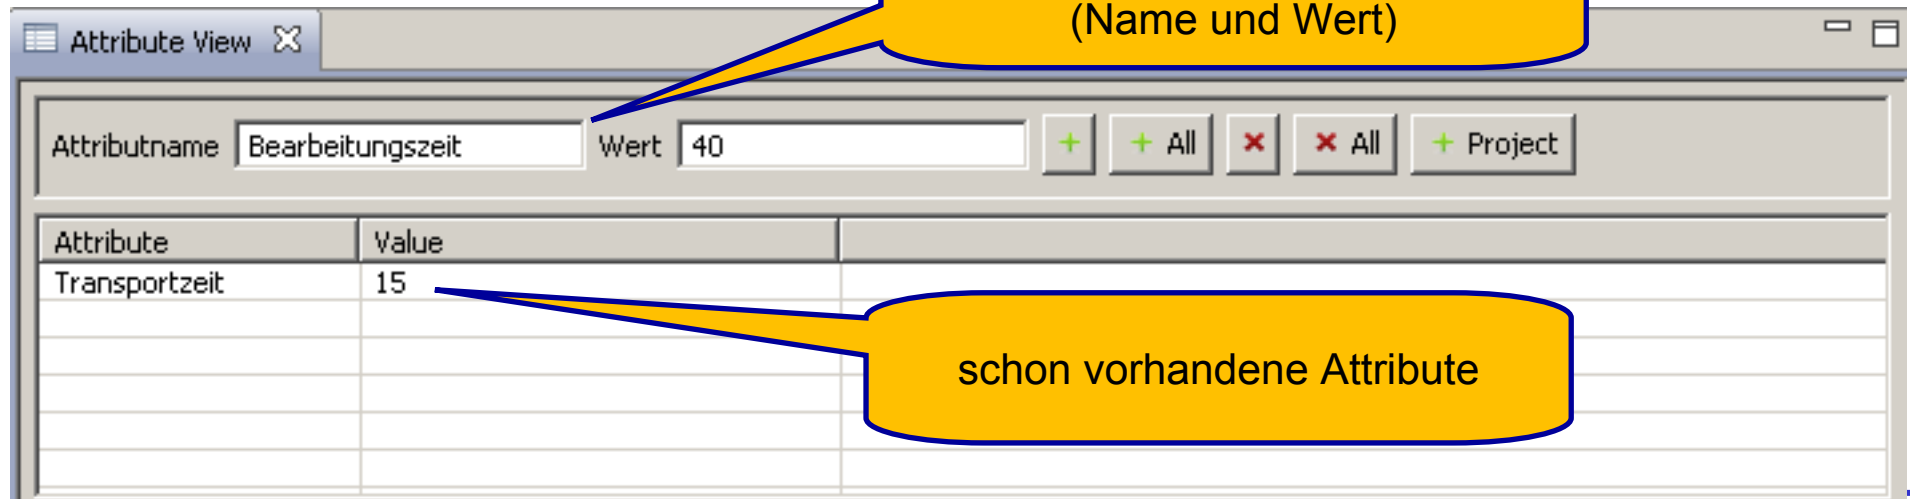 (Name und Wert)
Attribute View
Attributname Bearbeitungszeit Wert 40 + + All × × All + Project
Attribute Value
Transportzeit 15
schon vorhandene Attribute